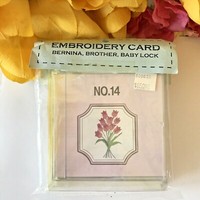 EMBROIDERY CARD
BERNINA, BROTHER, BABY LOCK
NO.14